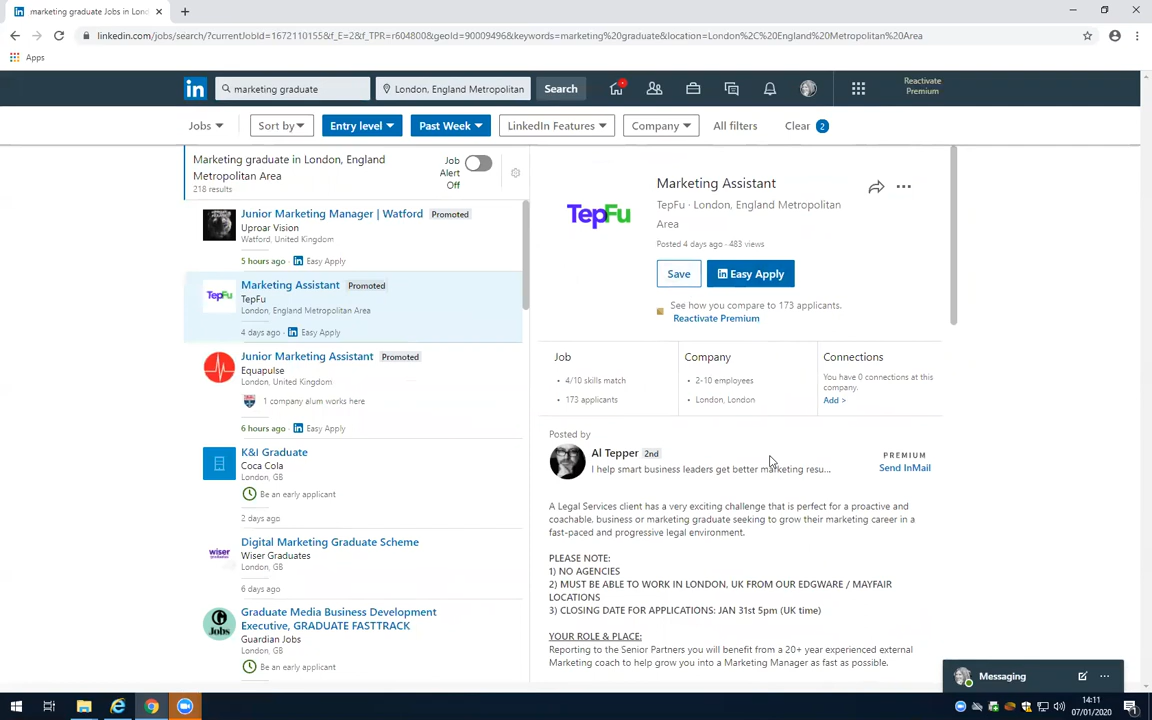 marketing graduate Jobs in Lond
linkedin.com/jobs/search/?currentJobId=1672110155&f_E=2&f_TPR=r604800&geoId=90009496&keywords=marketing%20graduate&location=London%2C%20England%20Metropolitan%20Area
Apps
in
marketing graduate
London, England Metropolitan
Search
Reactivate
Premium
Jobs
Sort by
Entry level
Past Week
LinkedIn Features
Company
All filters
Clear 2
Marketing graduate in London, England
Metropolitan Area
218 results
Job
Alert
Off
Junior Marketing Manager | Watford Promoted
Uproar Vision
Watford, United Kingdom
5 hours ago · in Easy Apply
TepFu
Marketing Assistant Promoted
TepFu
London, England Metropolitan Area
4 days ago · in Easy Apply
Junior Marketing Assistant Promoted
Equapulse
London, United Kingdom
1 company alum works here
6 hours ago · in Easy Apply
K&I Graduate
Coca Cola
London, GB
Be an early applicant
2 days ago
wiser
Digital Marketing Graduate Scheme
Wiser Graduates
London, GB
6 days ago
G
Jobs
Graduate Media Business Development
Executive, GRADUATE FASTTRACK
Guardian Jobs
London, GB
Be an early applicant
TepFu
Marketing Assistant
TepFu · London, England Metropolitan
Area
Posted 4 days ago · 483 views
Save
in Easy Apply
See how you compare to 173 applicants.
Reactivate Premium
Job
• 4/10 skills match
• 173 applicants
Company
• 2-10 employees
• London, London
Connections
You have 0 connections at this
company.
Add >
Posted by
Al Tepper 2nd
I help smart business leaders get better marketing resu...
PREMIUM
Send InMail
A Legal Services client has a very exciting challenge that is perfect for a proactive and
coachable, business or marketing graduate seeking to grow their marketing career in a
fast-paced and progressive legal environment.
PLEASE NOTE:
1) NO AGENCIES
2) MUST BE ABLE TO WORK IN LONDON, UK FROM OUR EDGWARE / MAYFAIR
LOCATIONS
3) CLOSING DATE FOR APPLICATIONS: JAN 31st 5pm (UK time)
YOUR ROLE & PLACE:
Reporting to the Senior Partners you will benefit from a 20+ year experienced external
Marketing coach to help grow you into a Marketing Manager as fast as possible.
Messaging
14:11
07/01/2020